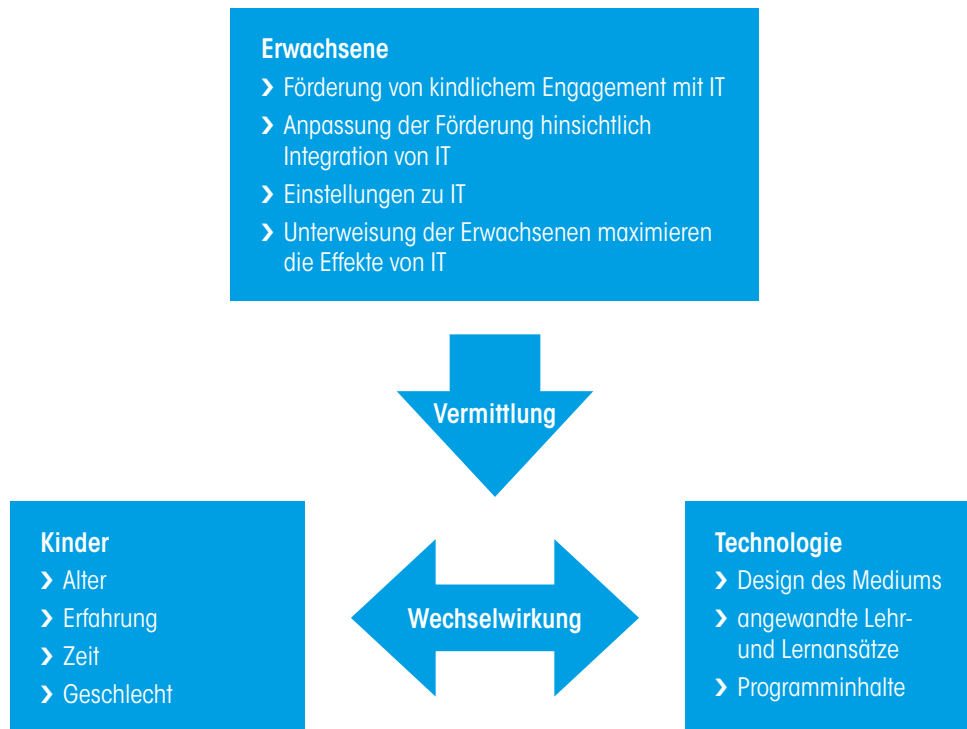 Erwachsene
❯ Förderung von kindlichem Engagement mit IT
❯ Anpassung der Förderung hinsichtlich
Integration von IT
❯ Einstellungen zu IT
❯ Unterweisung der Erwachsenen maximieren
die Effekte von IT
Vermittlung
Kinder
❯ Alter
❯ Erfahrung
❯ Zeit
❯ Geschlecht
Wechselwirkung
Technologie
❯ Design des Mediums
❯ angewandte Lehr-
und Lernansätze
❯ Programminhalte